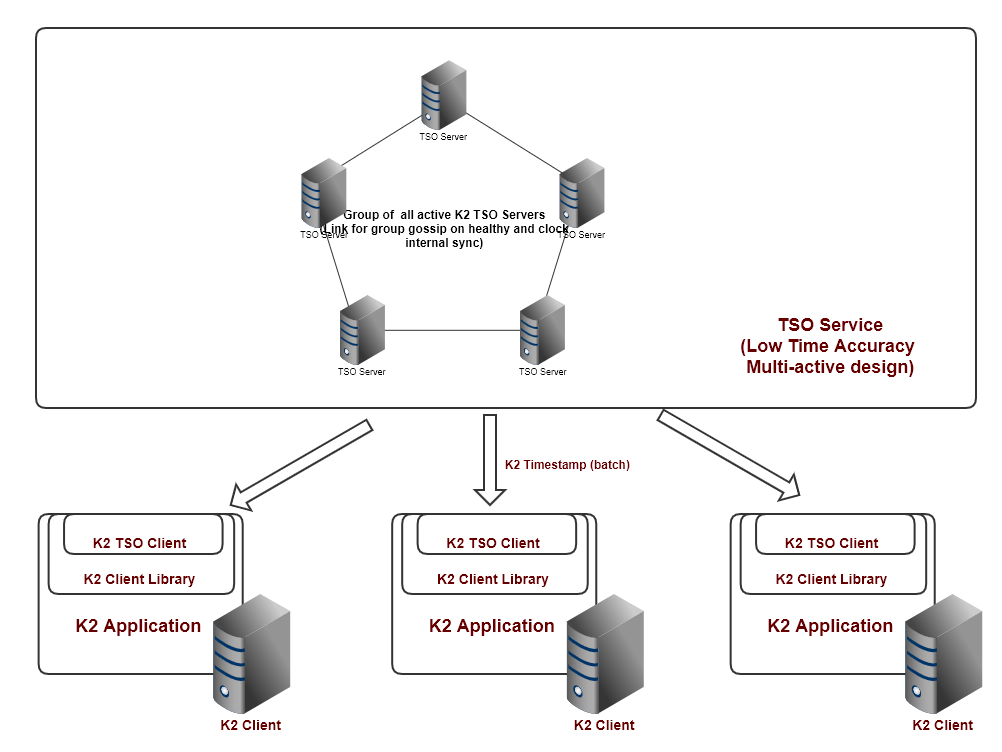 TSO Server
Group of all active K2 TSO Servers
(Link for group gossip on healthy and clock
internal sync)
TSO Server
TSO Server
TSO Service
(Low Time Accuracy
Multi-active design)
TSO Server
TSO Server
K2 Timestamp (batch)
K2 TSO Client
K2 Client Library
K2 Application
K2 Client
K2 TSO Client
K2 Client Library
K2 Application
K2 Client
K2 TSO Client
K2 Client Library
K2 Application
K2 Client